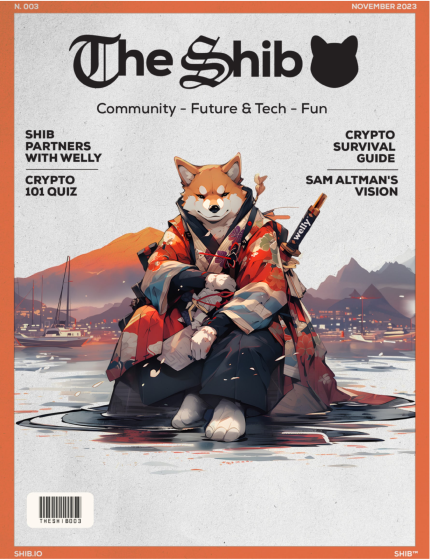 N. 003
NOVEMBER 2023
The Shib
Community - Future & Tech - Fun
SHIB
PARTNERS
WITH WELLY
CRYPTO
101 QUIZ
CRYPTO
SURVIVAL
GUIDE
SAM ALTMAN'S
VISION
welly's
THESHIB003
SHIB.IO
SHIB™